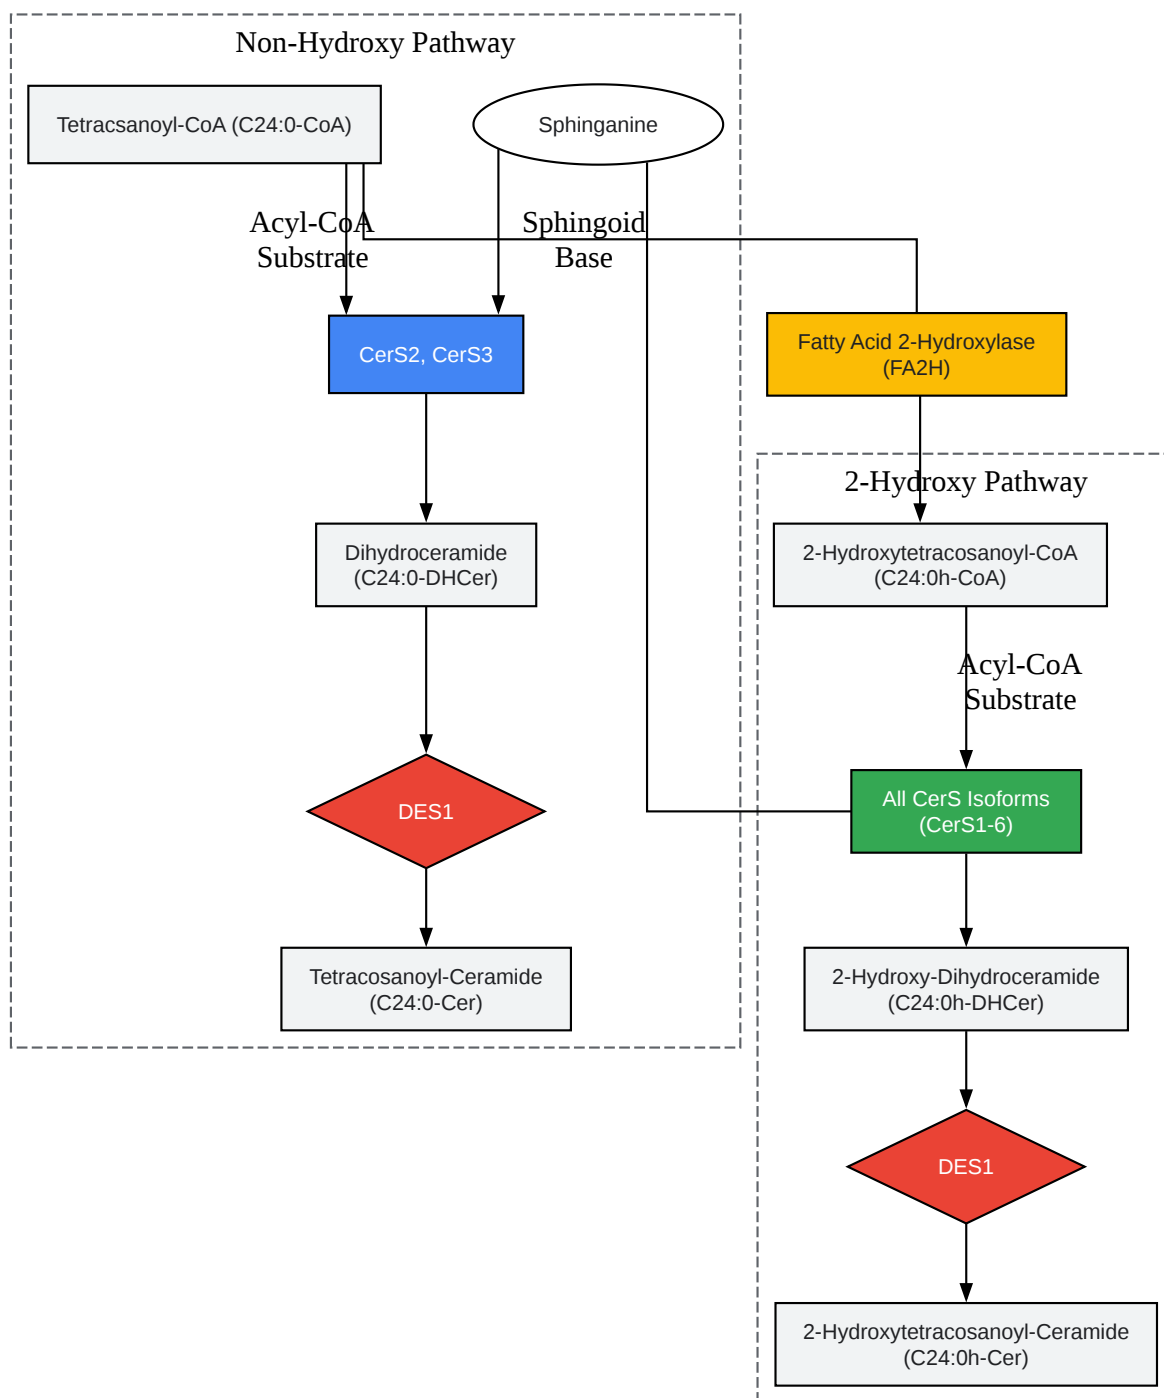 Non-Hydroxy Pathway
Tetracsanoyl-CoA (C24:0-CoA)
Sphinganine
Acyl-CoA
Substrate
Sphingoid
Base
CerS2, CerS3
Fatty Acid 2-Hydroxylase
(FA2H)
2-Hydroxy Pathway
Dihydroceramide
(C24:0-DHCer)
2-Hydroxytetracosanoyl-CoA
(C24:0h-CoA)
Acyl-CoA
Substrate
DES1
All CerS Isoforms
(CerS1-6)
Tetracosanoyl-Ceramide
(C24:0-Cer)
2-Hydroxy-Dihydroceramide
(C24:0h-DHCer)
DES1
2-Hydroxytetracosanoyl-Ceramide
(C24:0h-Cer)